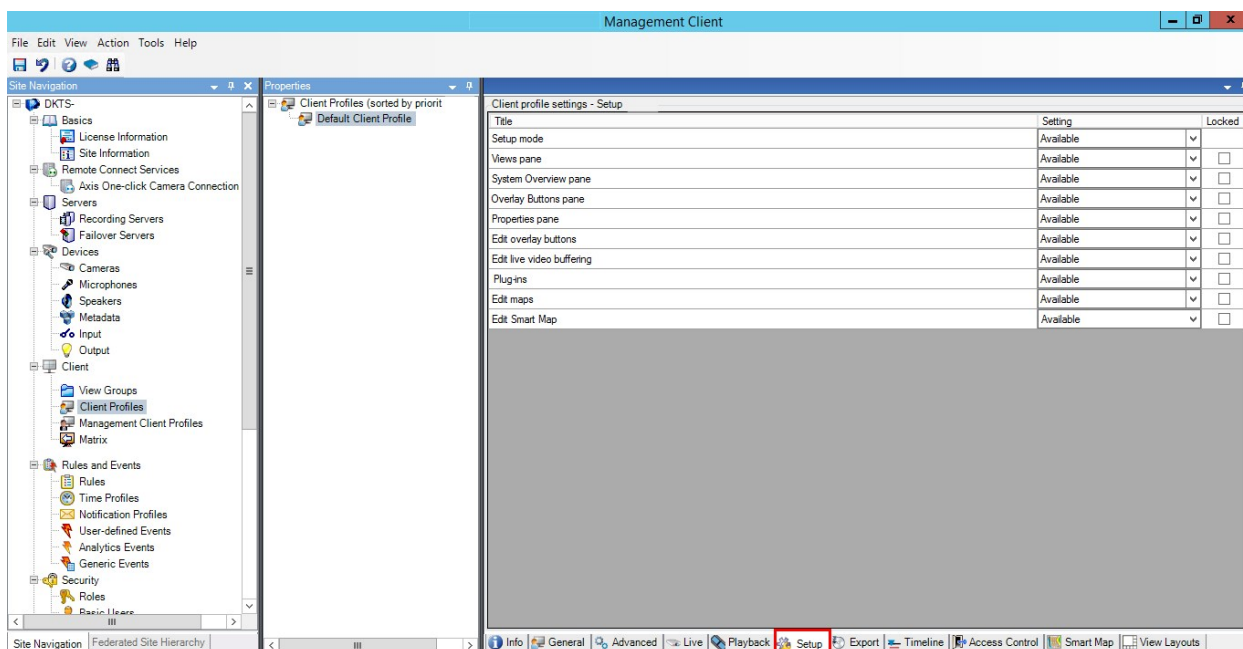 Management Client
File Edit View Action Tools Help
Site Navigation
DKTS-
Basics
License Information
Site Information
Remote Connect Services
Axis One-click Camera Connection
Servers
Recording Servers
Failover Servers
Devices
Cameras
Microphones
Speakers
Metadata
Input
Output
Client
View Groups
Client Profiles
Management Client Profiles
Matrix
Rules and Events
Rules
Time Profiles
Notification Profiles
User-defined Events
Analytics Events
Generic Events
Security
Roles
Basic Users
Site Navigation Federated Site Hierarchy
Properties
Client Profiles (sorted by priorit
Default Client Profile
Client profile settings - Setup
Title Setting Locked
Setup mode Available
Views pane Available
System Overview pane Available
Overlay Buttons pane Available
Properties pane Available
Edit overlay buttons Available
Edit live video buffering Available
Plug-ins Available
Edit maps Available
Edit Smart Map Available
Info General Advanced Live Playback Setup Export Timeline Access Control Smart Map View Layouts